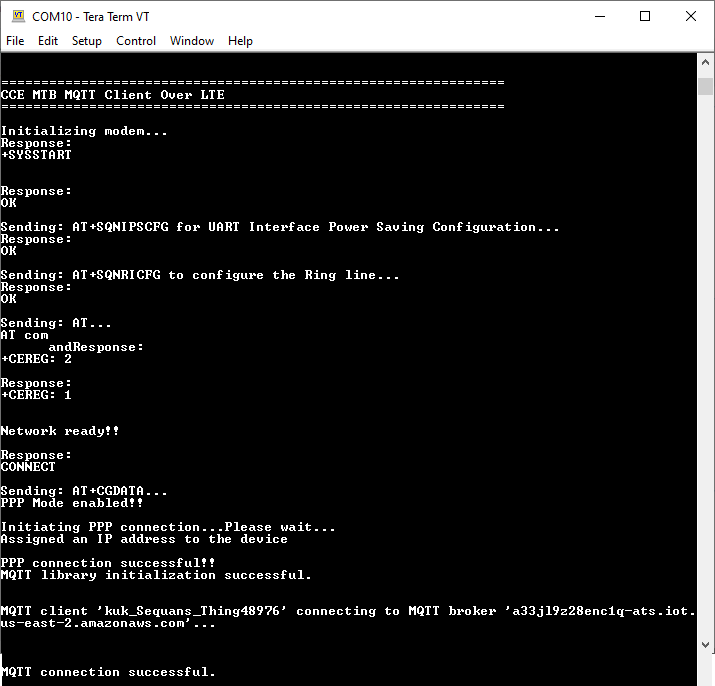 COM10 - Tera Term VT
File Edit Setup Control Window Help
===============================================================
CCE MTB MQTT Client Over LTE
===============================================================
Initializing modem...
Response:
+SYSSTART
Response:
OK
Sending: AT+SQNIPSCFG for UART Interface Power Saving Configuration...
Response:
OK
Sending: AT+SQNRICFG to configure the Ring line...
Response:
OK
Sending: AT...
AT com
andResponse:
+CEREG: 2
Response:
+CEREG: 1
Network ready!!
Response:
CONNECT
Sending: AT+CGDATA...
PPP Mode enabled!!
Initiating PPP connection...Please wait...
Assigned an IP address to the device
PPP connection successful!!
MQTT library initialization successful.
MQTT client 'kuk_Sequans_Thing48976' connecting to MQTT broker 'a33jl9z28enc1q-ats.iot.
us-east-2.amazonaws.com'...
MQTT connection successful.